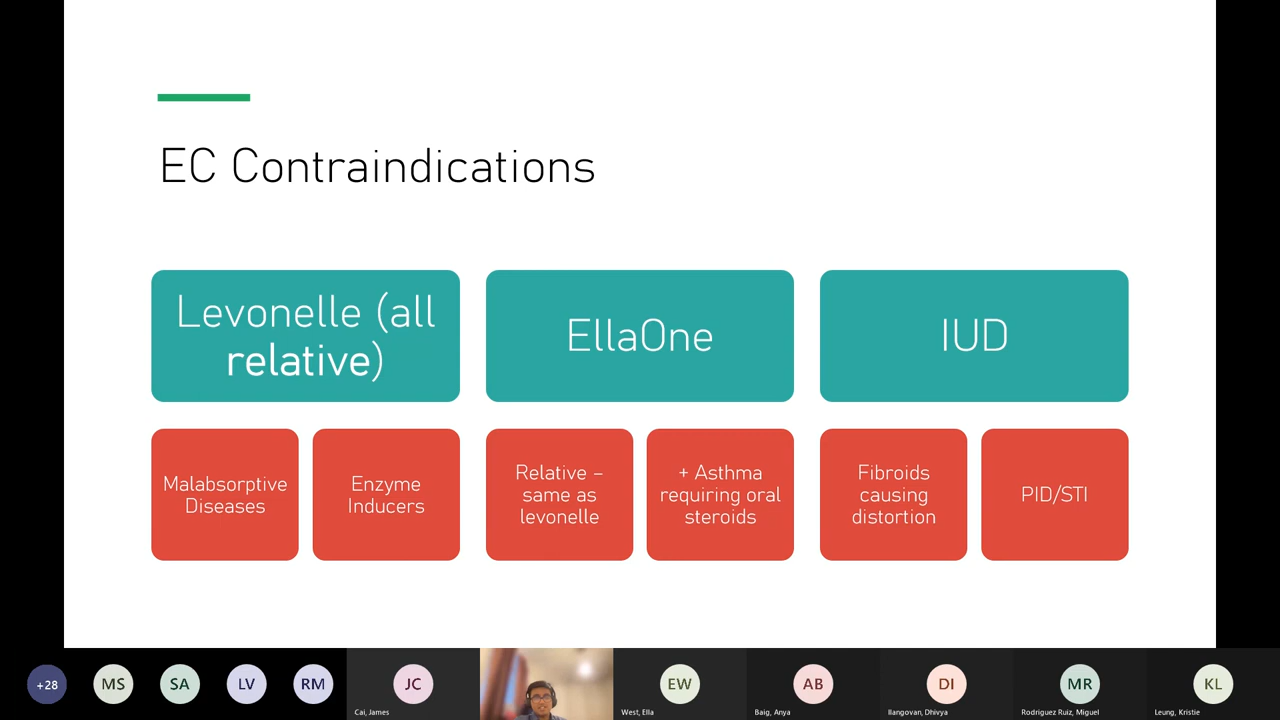 EC Contraindications
Levonelle (all
relative)
EllaOne
IUD
Malabsorptive
Diseases
Enzyme
Inducers
Relative –
same as
levonelle
+ Asthma
requiring oral
steroids
Fibroids
causing
distortion
PID/STI
+28
MS
SA
LV
RM
JC
Cai, James
EW
West, Ella
AB
Baig, Anya
DI
Ilangovan, Dhivya
MR
Rodriguez Ruiz, Miguel
KL
Leung, Kristie